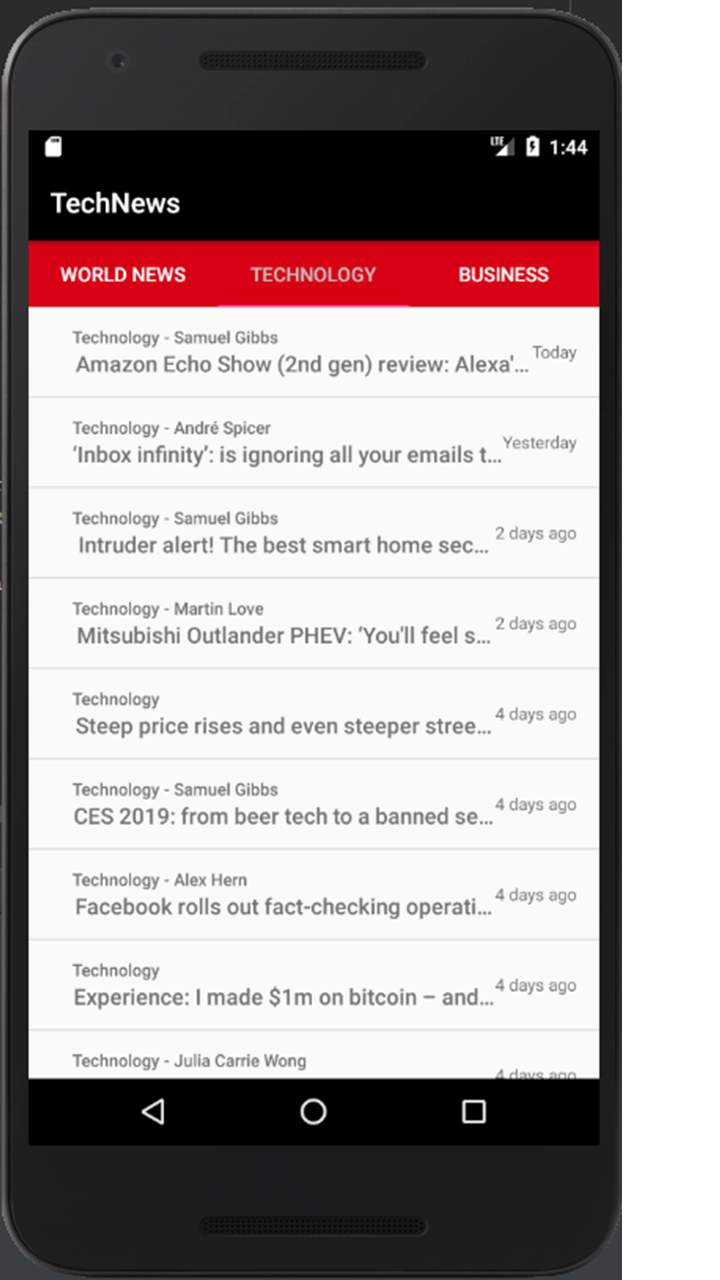 LTE 1:44
TechNews
WORLD NEWS TECHNOLOGY BUSINESS
Technology - Samuel Gibbs
Amazon Echo Show (2nd gen) review: Alexa'... Today
Technology - André Spicer
‘Inbox infinity’: is ignoring all your emails t... Yesterday
Technology - Samuel Gibbs
Intruder alert! The best smart home sec... 2 days ago
Technology - Martin Love
Mitsubishi Outlander PHEV: ‘You'll feel s... 2 days ago
Technology
Steep price rises and even steeper stree... 4 days ago
Technology - Samuel Gibbs
CES 2019: from beer tech to a banned se... 4 days ago
Technology - Alex Hern
Facebook rolls out fact-checking operati... 4 days ago
Technology
Experience: I made $1m on bitcoin – and... 4 days ago
Technology - Julia Carrie Wong
4 days ago